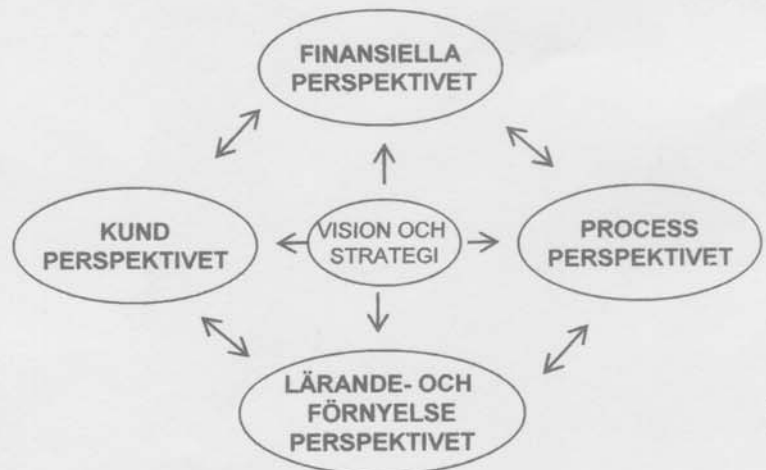 FINANSIELLA
PERSPEKTIVET
KUND
PERSPEKTIVET
VISION OCH
STRATEGI
PROCESS
PERSPEKTIVET
LÄRANDE- OCH
FÖRNYELSE
PERSPEKTIVET